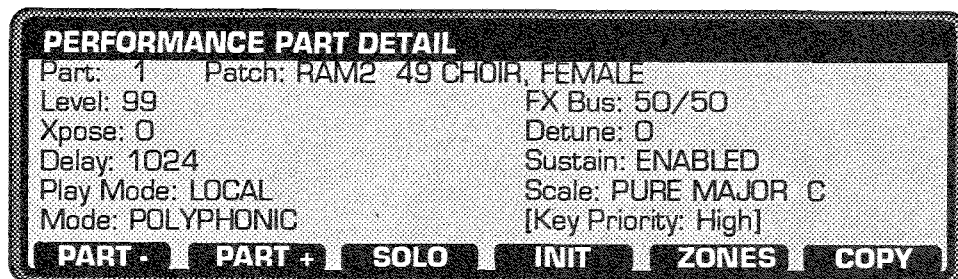 PERFORMANCE PART DETAIL
Part: 1 Patch: RAM2 49 CHOIR, FEMALE
Level: 99 FX Bus: 50/50
Xpose: 0 Detune: 0
Delay: 1024 Sustain: ENABLED
Play Mode: LOCAL Scale: PURE MAJOR C
Mode: POLYPHONIC [Key Priority: High]
PART - PART + SOLO INIT ZONES COPY